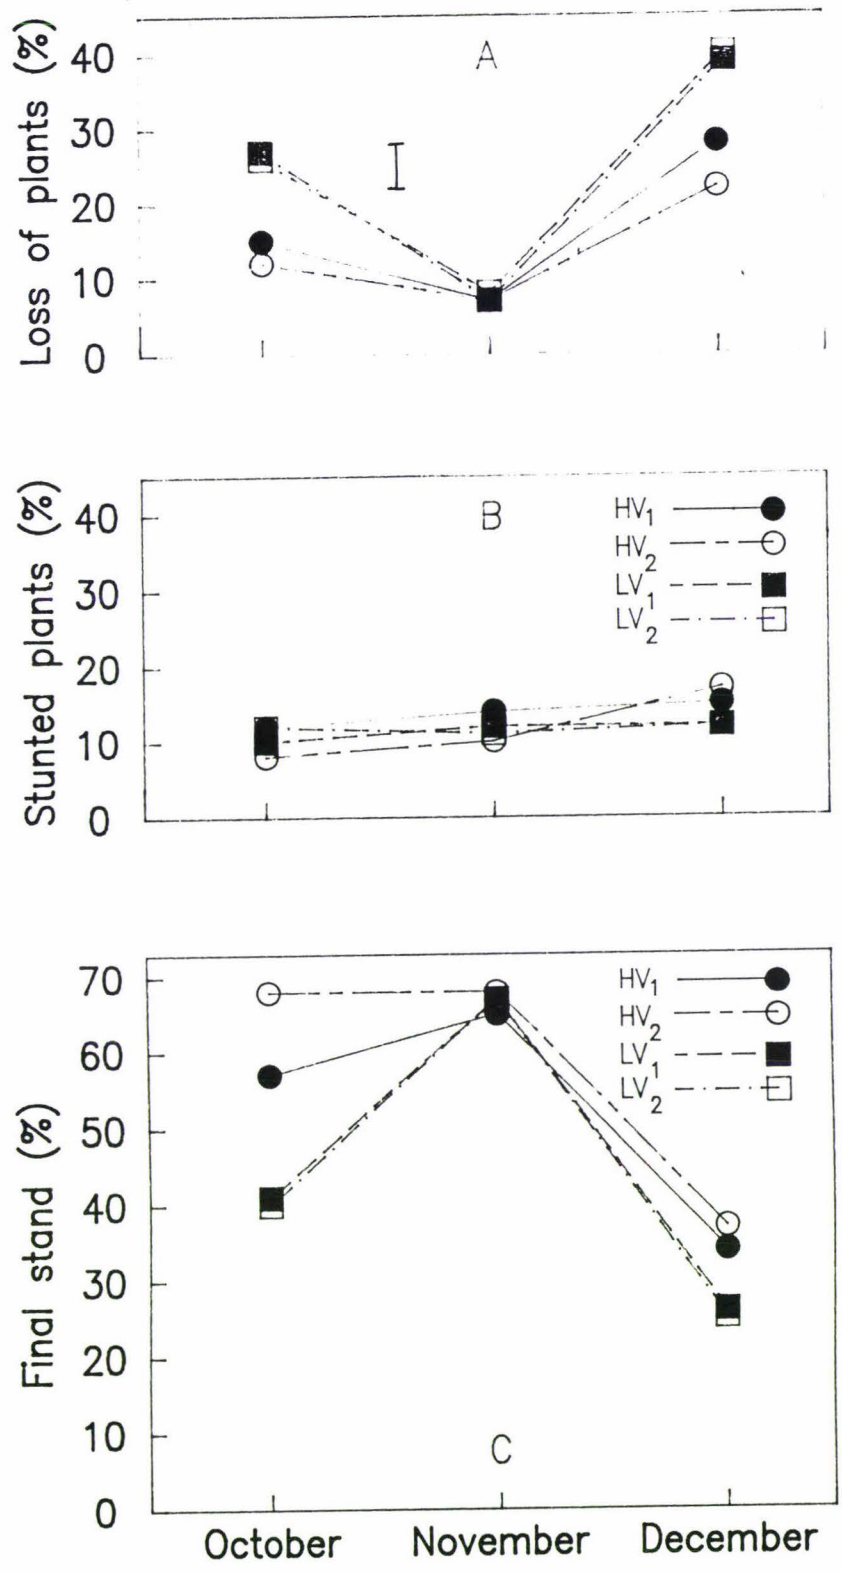 Loss of plants (%)
40
30
20
10
0
A
Stunted plants (%)
40
30
20
10
0
B
HV1
HV2
LV1
LV2
Final stand (%)
70
60
50
40
30
20
10
0
HV1
HV2
LV1
LV2
C
October November December